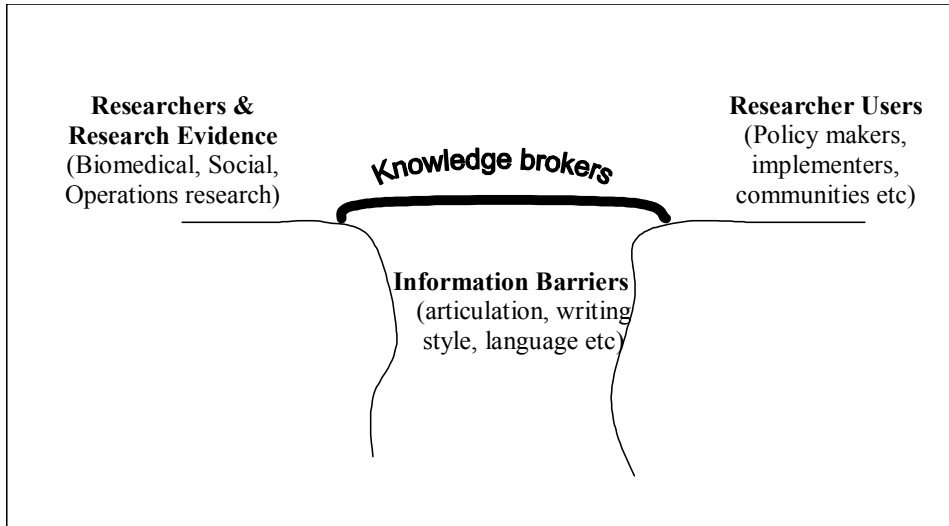 Researchers &
Research Evidence
(Biomedical, Social,
Operations research)
Knowledge brokers
Researcher Users
(Policy makers,
implementers,
communities etc)
Information Barriers
(articulation, writing
style, language etc)